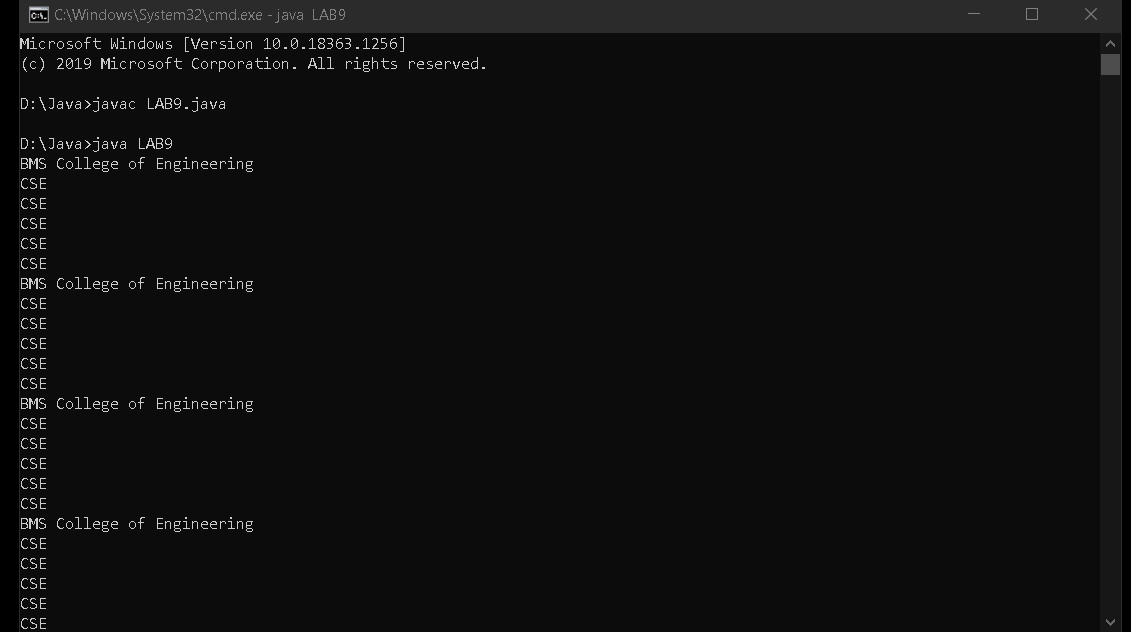 C:\Windows\System32\cmd.exe - java LAB9
Microsoft Windows [Version 10.0.18363.1256]
(c) 2019 Microsoft Corporation. All rights reserved.
D:\Java>javac LAB9.java
D:\Java>java LAB9
BMS College of Engineering
CSE
CSE
CSE
CSE
CSE
BMS College of Engineering
CSE
CSE
CSE
CSE
CSE
BMS College of Engineering
CSE
CSE
CSE
CSE
CSE
BMS College of Engineering
CSE
CSE
CSE
CSE
CSE